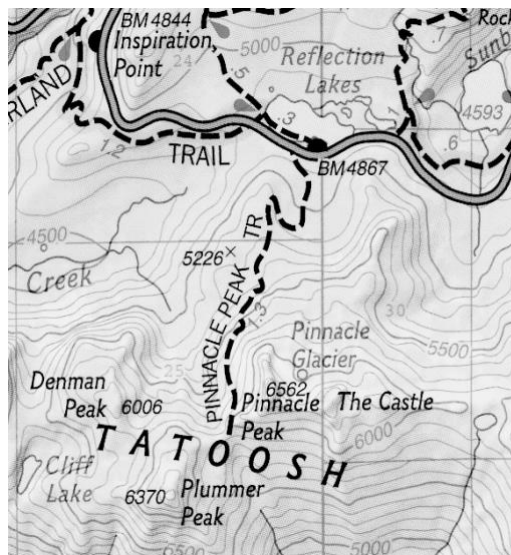 BM 4844
Inspiration
Point
24
5000
.5
Reflection
Lakes
Rock
.7
Sunb
4593
.1
.6
.3
RLAND
1.2
TRAIL
BM 4867
4500
Creek
5226
TR
PINNACLE PEAK
1.3
30
5500
Pinnacle
Glacier
25
Denman
Peak
6006
6562
Pinnacle
Peak
The Castle
6000
TATOOSH
Cliff
Lake
6370
Plummer
Peak
5500
5000